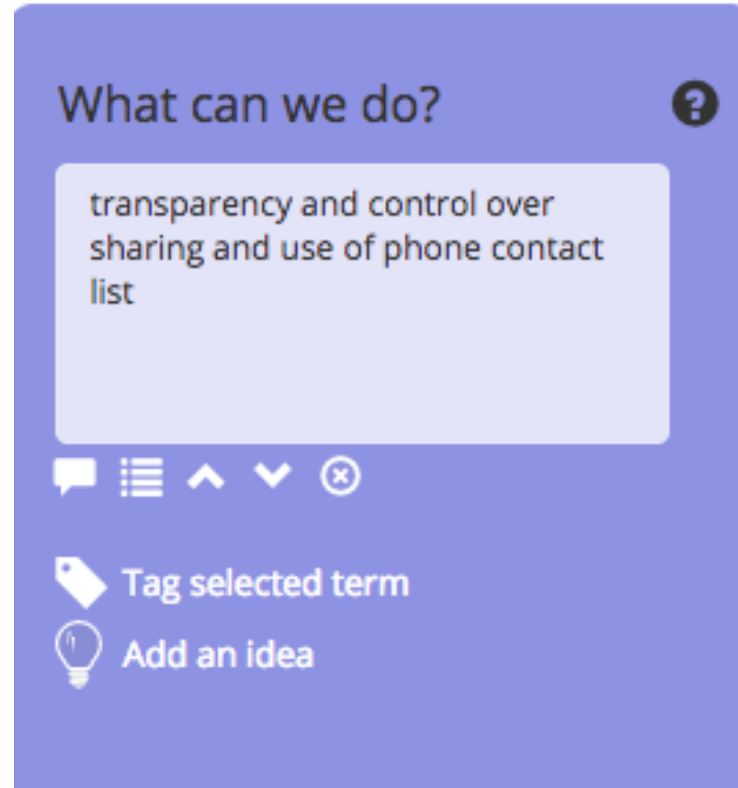 What can we do?
transparency and control over
sharing and use of phone contact
list
Tag selected term
Add an idea